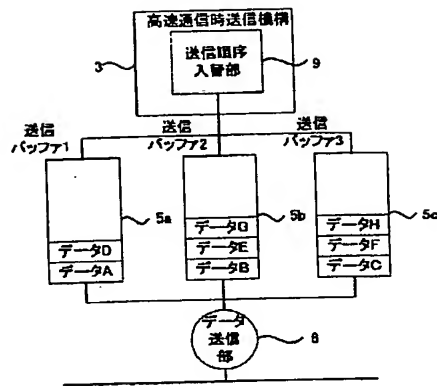 高速通信時送信機構
送信順序
入替部
3
9
送信
バッファ1
送信
バッファ2
送信
バッファ3
5a
5b
5c
データD
データA
データG
データE
データB
データH
データF
データC
データ
送信
部
6